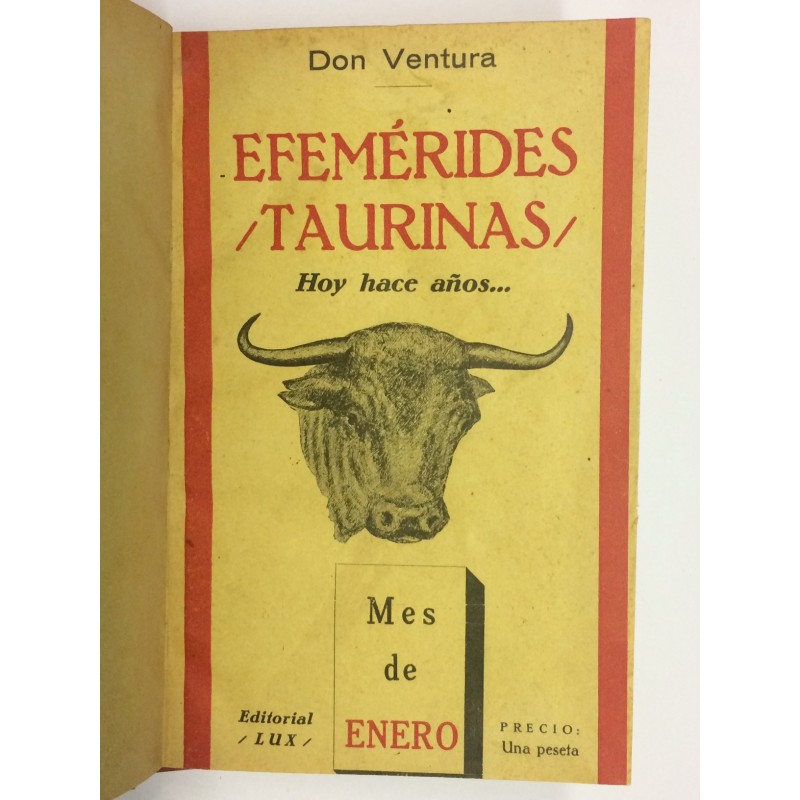 Don Ventura
EFEMÉRIDES
/TAURINAS/
Hoy hace años...
Mes
de
ENERO
Editorial
/ LUX /
PRECIO:
Una peseta